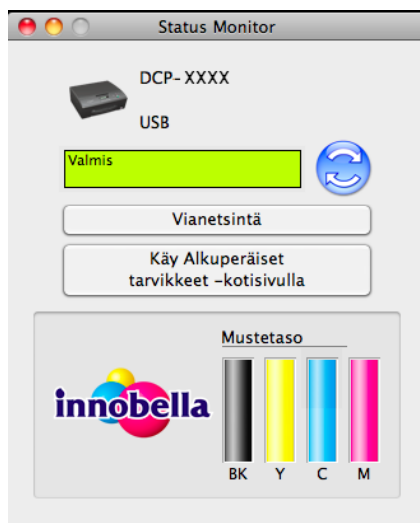 Status Monitor
DCP- XXXX
USB
Valmis
Vianetsintä
Käy Alkuperäiset
tarvikkeet –kotisivulla
Mustetaso
innobella
BK Y C M